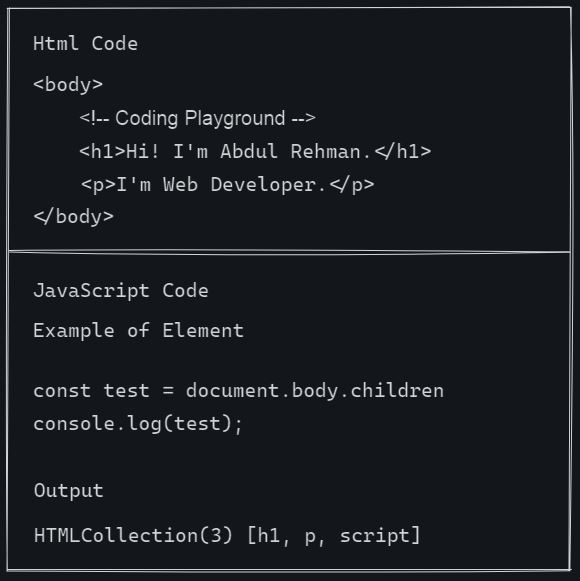 Html Code
<body>
<!-- Coding Playground -->
<h1>Hi! I'm Abdul Rehman.</h1>
<p>I'm Web Developer.</p>
</body>
JavaScript Code
Example of Element
const test = document.body.children
console.log(test);
Output
HTMLCollection(3) [h1, p, script]